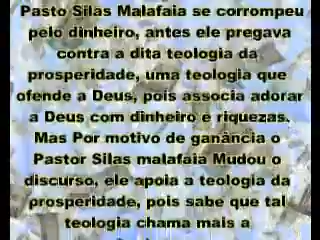 Pasto Silas Malafaia se corrompeu
pelo dinheiro, antes ele pregava
contra a dita teologia da
prosperidade, uma teologia que
ofende a Deus, pois associa adorar
a Deus com dinheiro e riquezas.
Mas Por motivo de ganância o
Pastor Silas malafaia Mudou o
discurso, ele apoia a teologia da
prosperidade, pois sabe que tal
teologia chama mais a